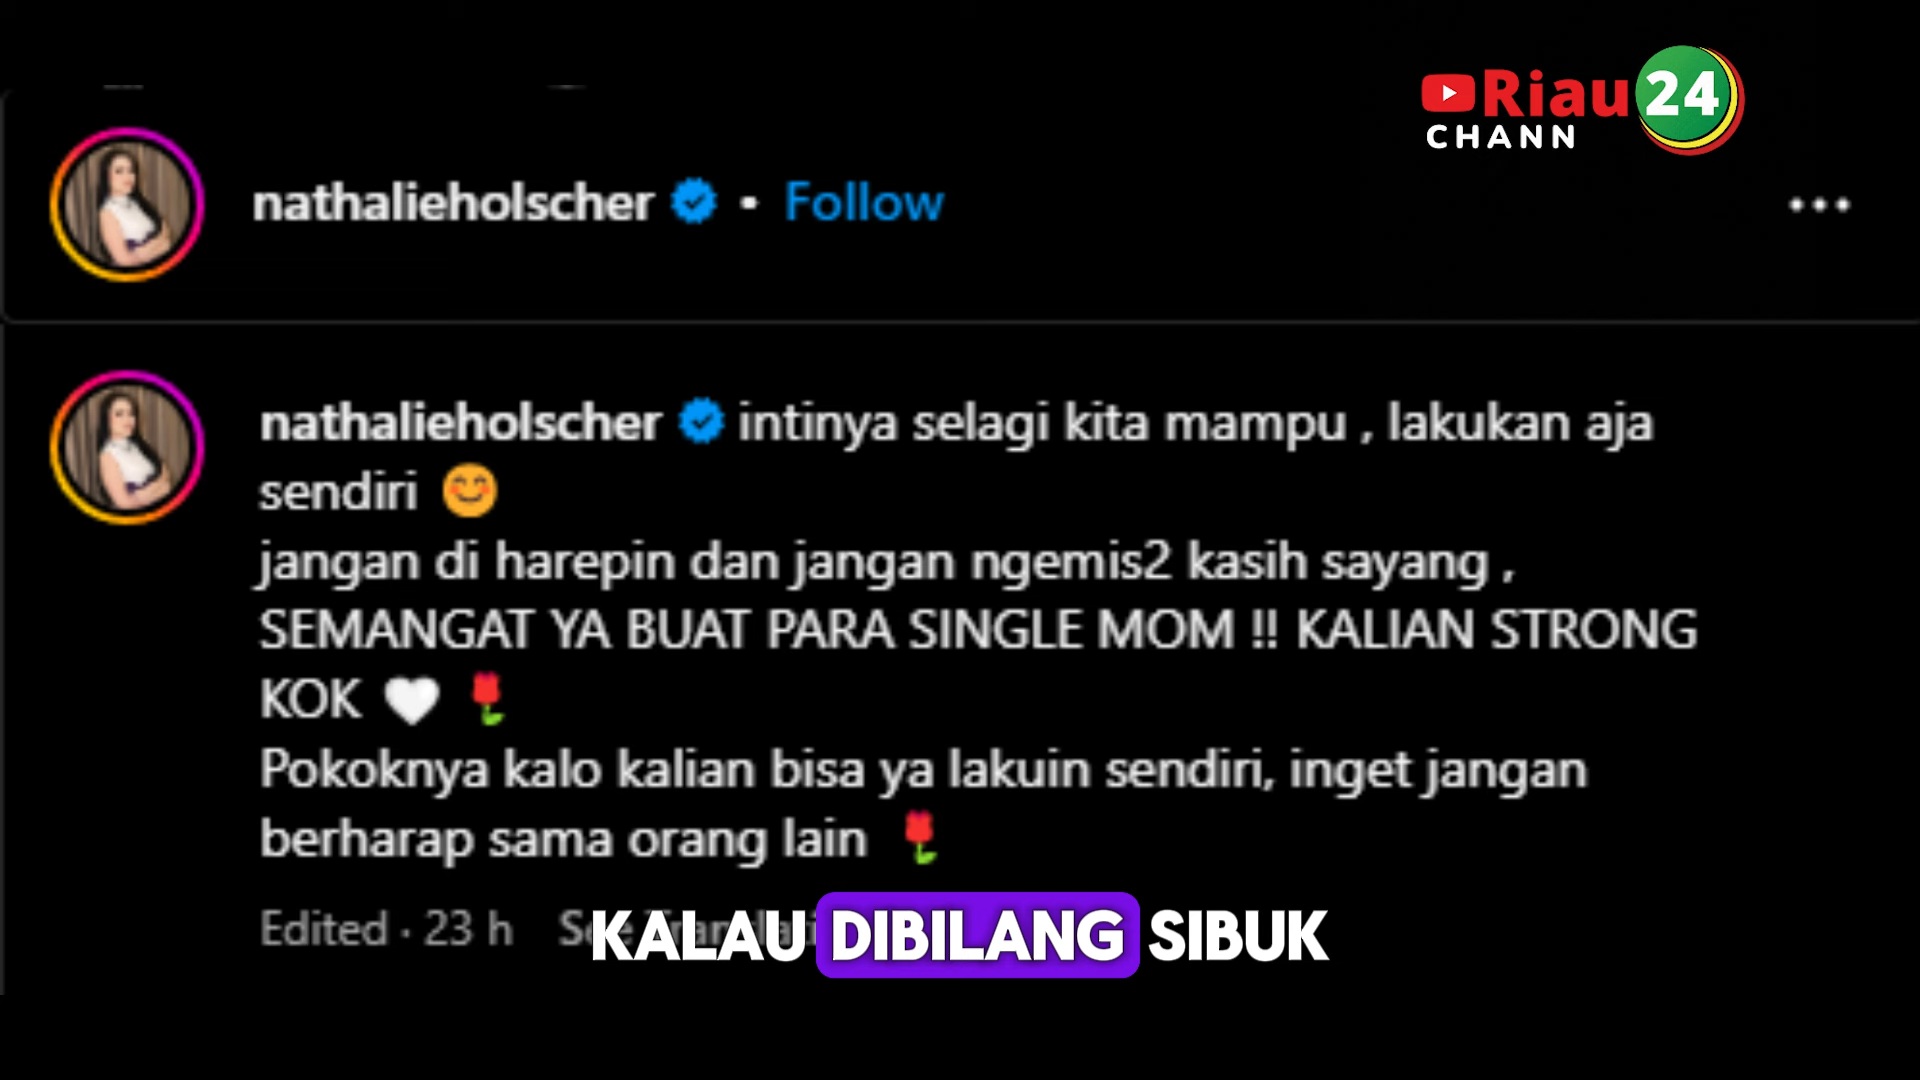 Riau 24
CHANN
nathalieholscher • Follow
nathalieholscher intinya selagi kita mampu , lakukan aja
sendiri 😊
jangan di harepin dan jangan ngemis2 kasih sayang ,
SEMANGAT YA BUAT PARA SINGLE MOM !! KALIAN STRONG
KOK 🤍 🌷
Pokoknya kalo kalian bisa ya lakuin sendiri, inget jangan
berharap sama orang lain 🌷
Edited · 23 h
KALAU DIBILANG SIBUK